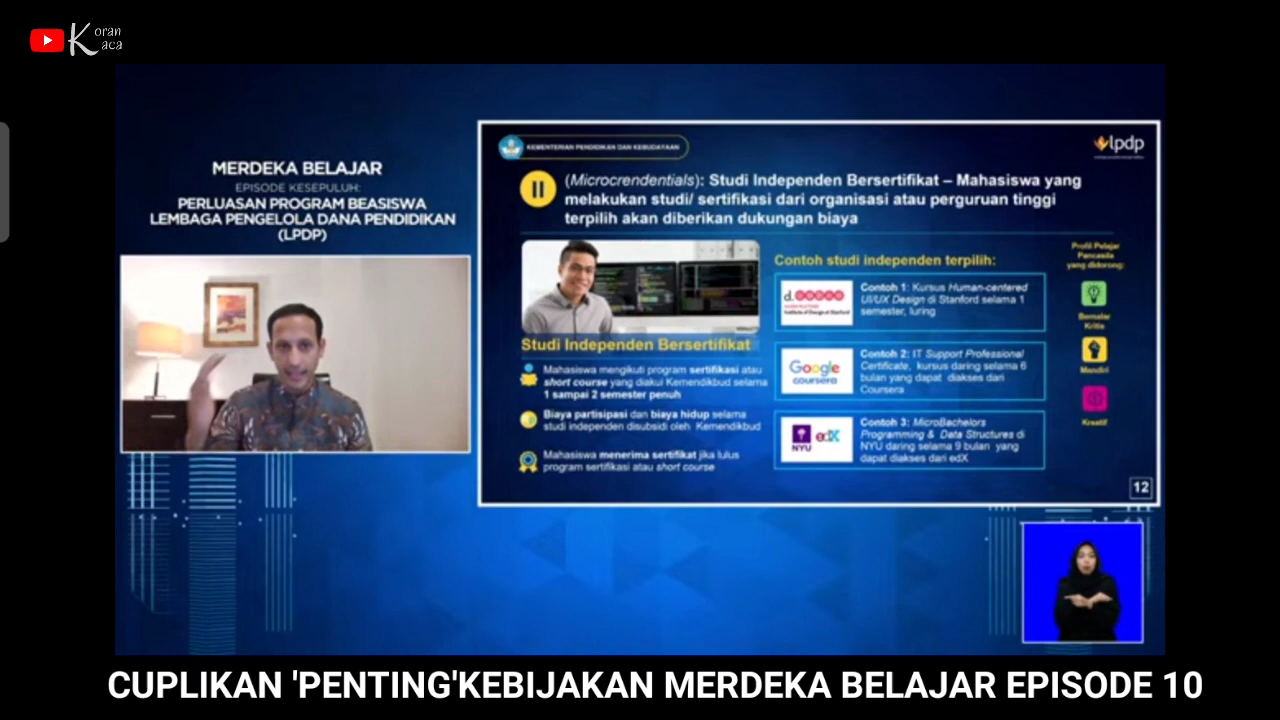 Koran
Kaca
MERDEKA BELAJAR
EPISODE KESEPULUH:
PERLUASAN PROGRAM BEASISWA
LEMBAGA PENGELOLA DANA PENDIDIKAN
(LPDP)
KEMENTERIAN PENDIDIKAN DAN KEBUDAYAAN
lpdp
(Microcrendentials): Studi Independen Bersertifikat – Mahasiswa yang
melakukan studi/ sertifikasi dari organisasi atau perguruan tinggi
terpilih akan diberikan dukungan biaya
Studi Independen Bersertifikat
Mahasiswa mengikuti program sertifikasi atau
short course yang diakui Kemendikbud selama
1 sampai 2 semester penuh
Biaya partisipasi dan biaya hidup selama
studi independen disubsidi oleh Kemendikbud
Mahasiswa menerima sertifikat jika lulus
program sertifikasi atau short course
Contoh studi independen terpilih:
d.school
Institute of Design at Stanford
Contoh 1: Kursus Human-centered
UI/UX Design di Stanford selama 1
semester, luring
Google
coursera
Contoh 2: IT Support Professional
Certificate, kursus daring selama 6
bulan yang dapat diakses dari
Coursera
NYU
edX
Contoh 3: MicroBachelors
Programming & Data Structures di
NYU daring selama 9 bulan yang
dapat diakses dari edX
Profil Pelajar
Pancasila
yang didorong:
Bernalar
Kritis
Mandiri
Kreatif
12
CUPLIKAN 'PENTING'KEBIJAKAN MERDEKA BELAJAR EPISODE 10